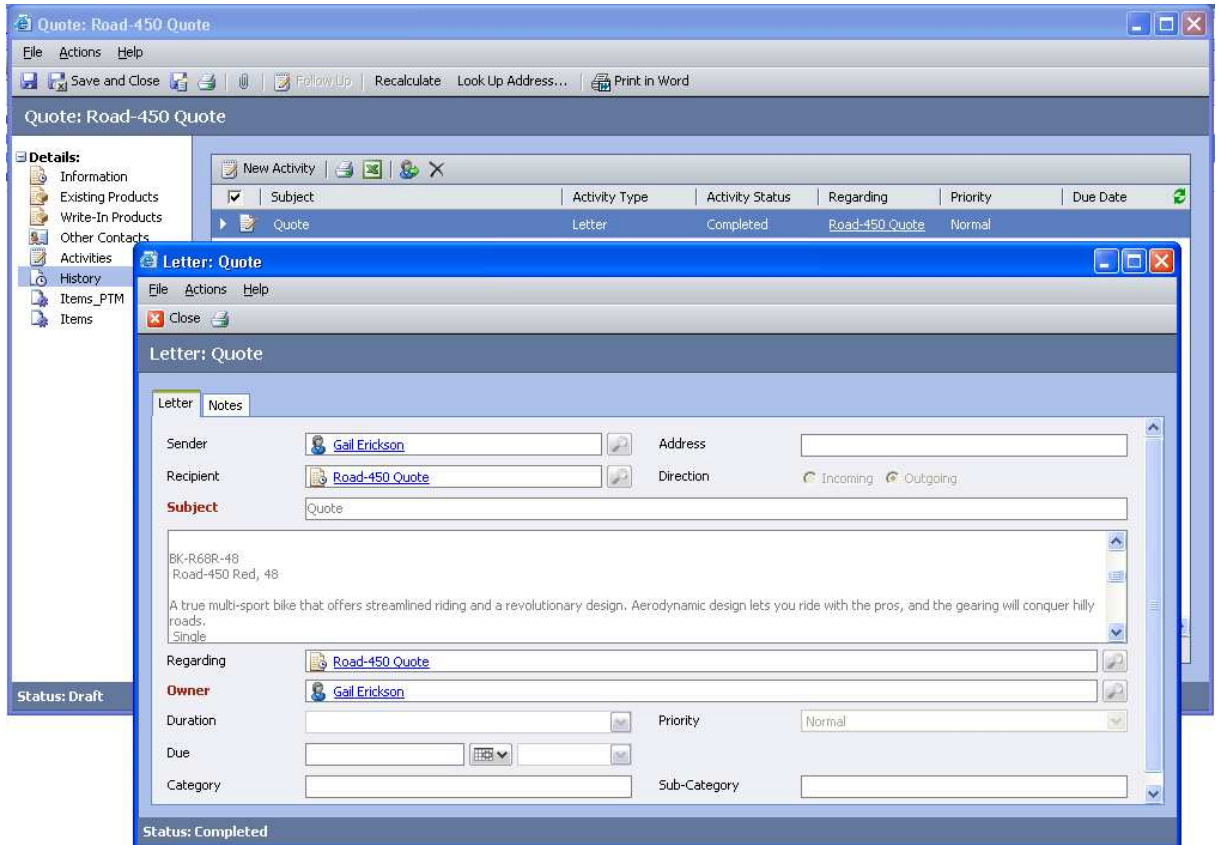 Quote: Road-450 Quote
File Actions Help
Save and Close Follow Up Recalculate Look Up Address... Print in Word
Quote: Road-450 Quote
Details:
Information
Existing Products
Write-In Products
Other Contacts
Activities
History
Items_PTM
Items
New Activity
Subject Activity Type Activity Status Regarding Priority Due Date
Quote Letter Completed Road-450 Quote Normal
Status: Draft
Letter: Quote
File Actions Help
Close
Letter: Quote
Letter Notes
Sender Gail Erickson Address
Recipient Road-450 Quote Direction Incoming Outgoing
Subject Quote
BK-R68R-48
Road-450 Red, 48
A true multi-sport bike that offers streamlined riding and a revolutionary design. Aerodynamic design lets you ride with the pros, and the gearing will conquer hilly
roads.
Single
Regarding Road-450 Quote
Owner Gail Erickson
Duration Priority Normal
Due
Category Sub-Category
Status: Completed